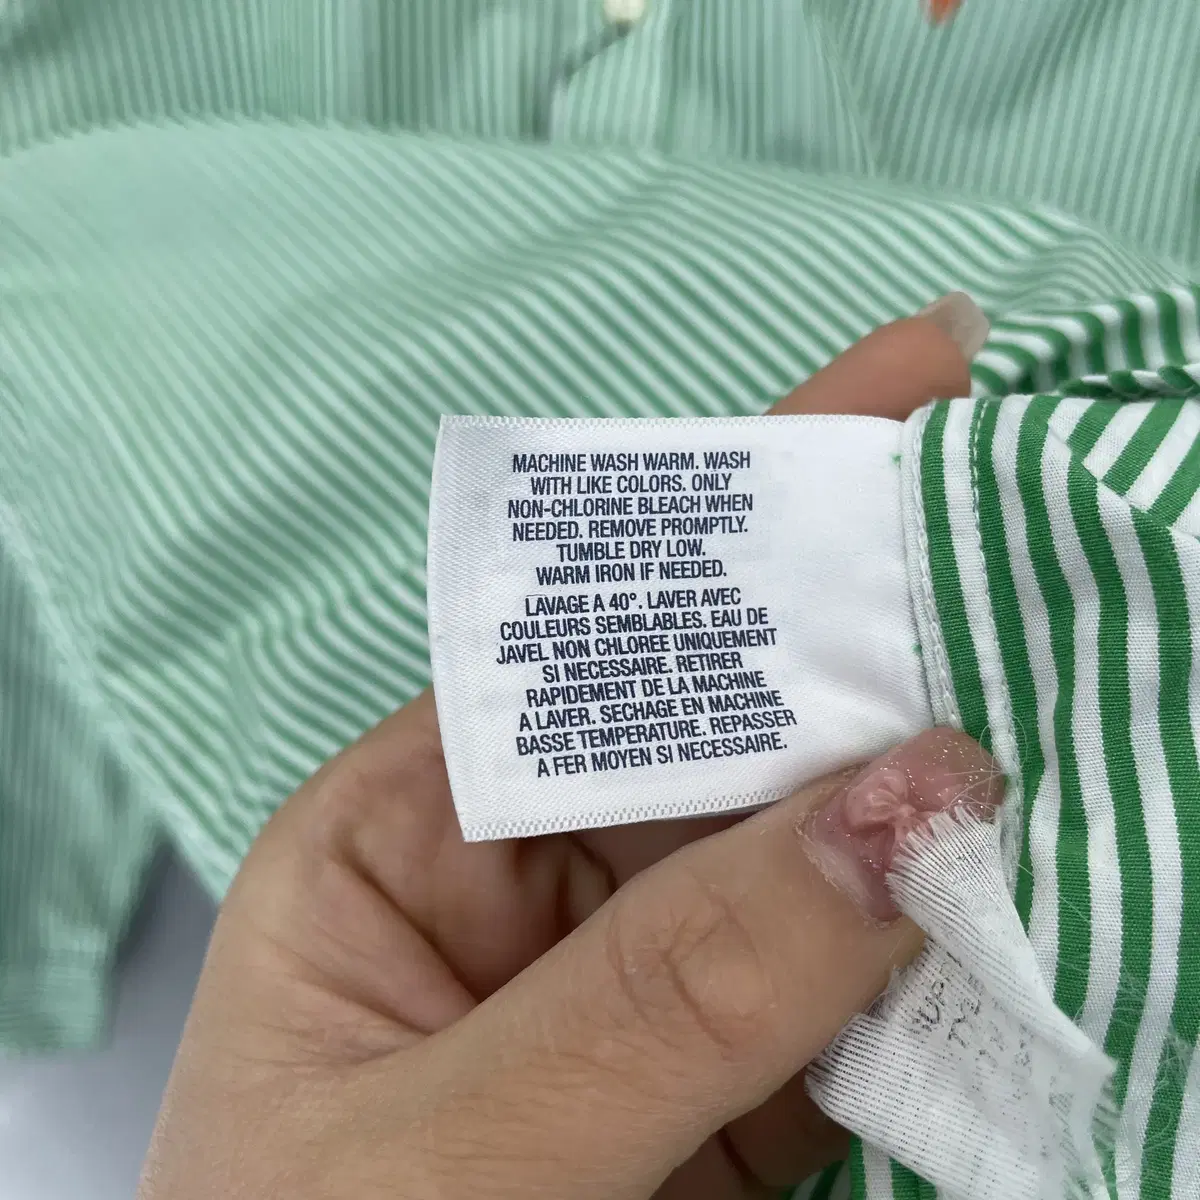 MACHINE WASH WARM. WASH
WITH LIKE COLORS. ONLY
NON-CHLORINE BLEACH WHEN
NEEDED. REMOVE PROMPTLY.
TUMBLE DRY LOW.
WARM IRON IF NEEDED.
LAVAGE A 40°. LAVER AVEC
COULEURS SEMBLABLES. EAU DE
JAVEL NON CHLOREE UNIQUEMENT
SI NECESSAIRE. RETIRER
RAPIDEMENT DE LA MACHINE
A LAVER. SECHAGE EN MACHINE
BASSE TEMPERATURE. REPASSER
A FER MOYEN SI NECESSAIRE.